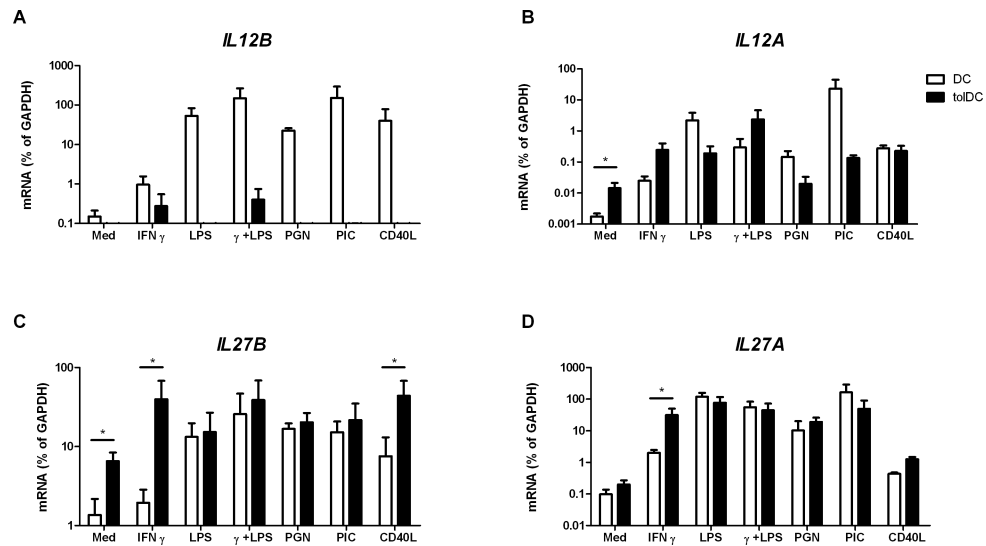 A
IL12B
mRNA (% of GAPDH)
1000
100
10
1
0.1
Med IFN γ LPS γ +LPS PGN PIC CD40L
B
IL12A
mRNA (% of GAPDH)
100
10
1
0.1
0.01
0.001
*
Med IFN γ LPS γ +LPS PGN PIC CD40L
DC
tolDC
C
IL27B
mRNA (% of GAPDH)
100
10
1
* * *
Med IFN γ LPS γ +LPS PGN PIC CD40L
D
IL27A
mRNA (% of GAPDH)
1000
100
10
1
0.1
0.01
*
Med IFN γ LPS γ +LPS PGN PIC CD40L